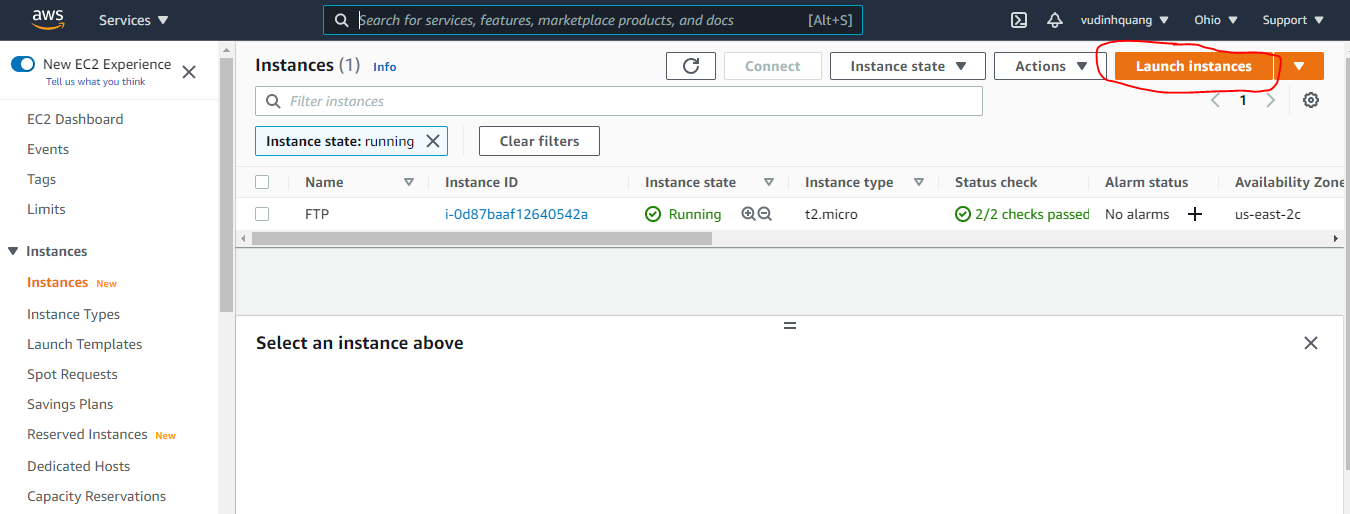 aws Services Search for services, features, marketplace products, and docs [Alt+S] vudinhquang Ohio Support
New EC2 Experience
Tell us what you think
EC2 Dashboard
Events
Tags
Limits
Instances
Instances New
Instance Types
Launch Templates
Spot Requests
Savings Plans
Reserved Instances New
Dedicated Hosts
Capacity Reservations
Instances (1) Info Connect Instance state Actions Launch instances
Filter instances 1
Instance state: running Clear filters
Name Instance ID Instance state Instance type Status check Alarm status Availability Zone
FTP i-0d87baaf12640542a Running t2.micro 2/2 checks passed No alarms us-east-2c
Select an instance above